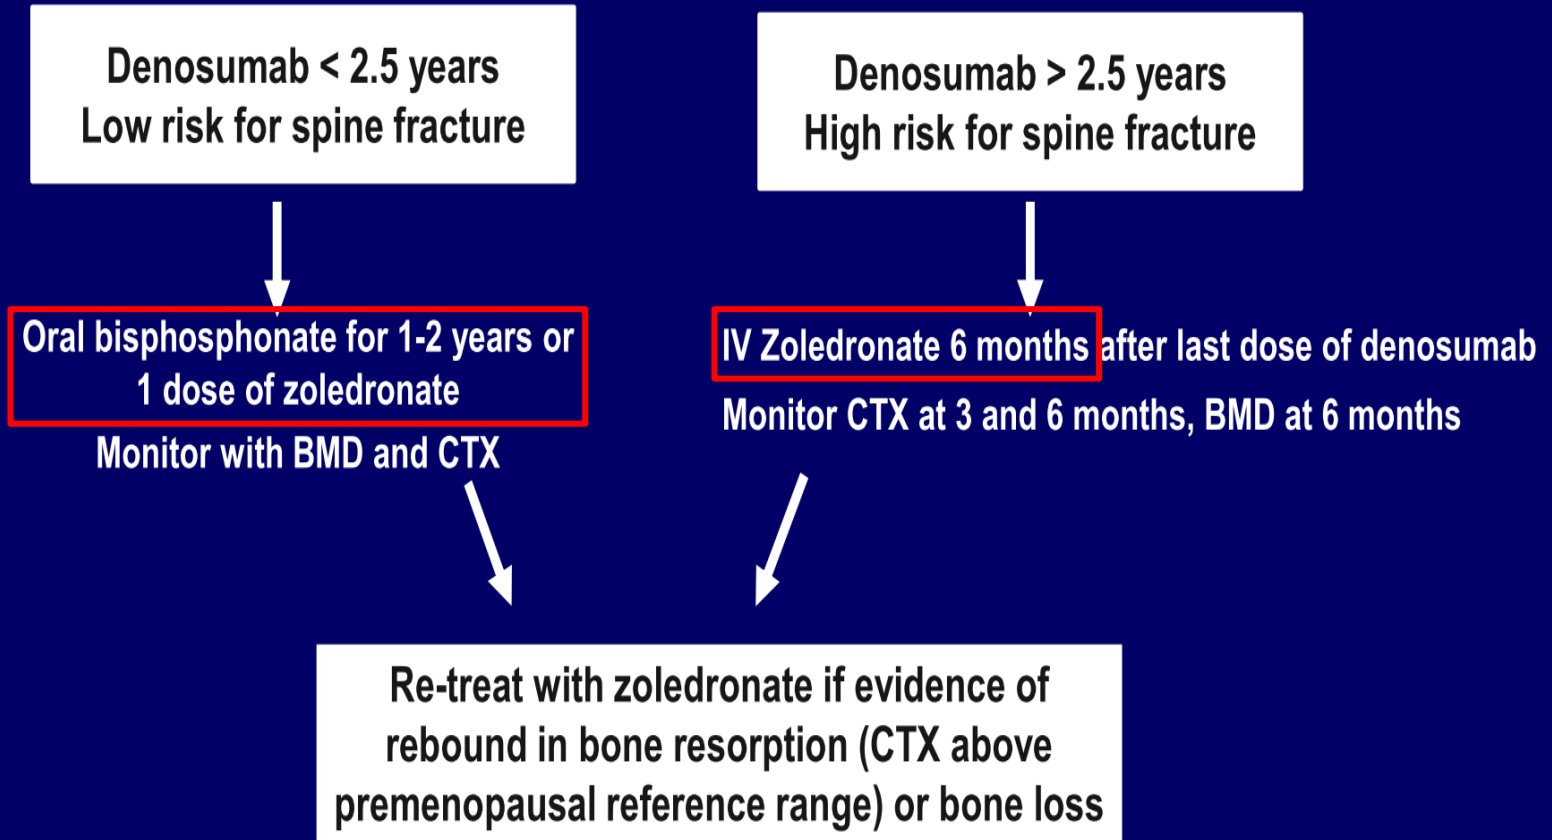 Denosumab < 2.5 years
Low risk for spine fracture
Denosumab > 2.5 years
High risk for spine fracture
Oral bisphosphonate for 1-2 years or
1 dose of zoledronate
Monitor with BMD and CTX
IV Zoledronate 6 months after last dose of denosumab
Monitor CTX at 3 and 6 months, BMD at 6 months
Re-treat with zoledronate if evidence of
rebound in bone resorption (CTX above
premenopausal reference range) or bone loss